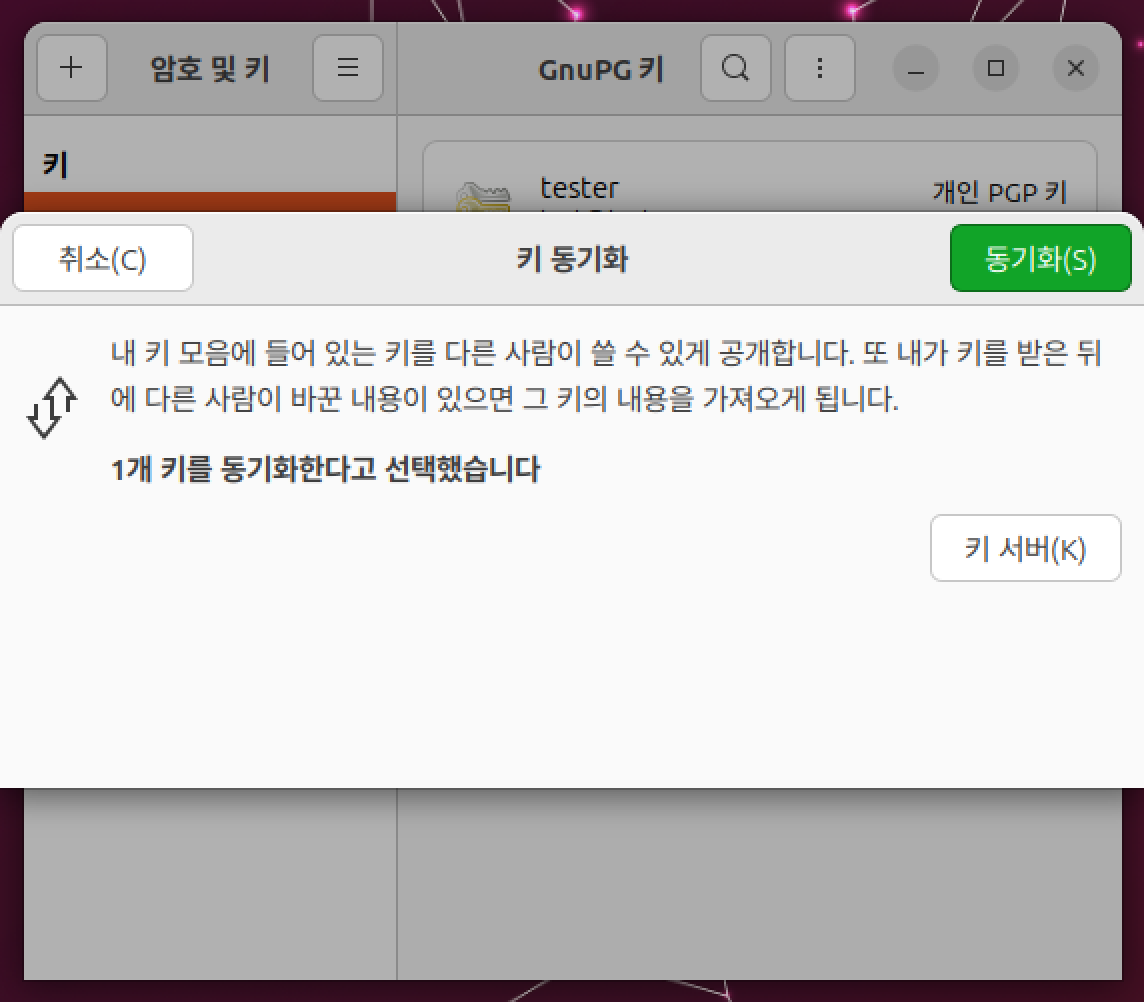 암호 및 키
GnuPG 키
키
tester
개인 PGP 키
취소(C)
키 동기화
동기화(S)
내 키 모음에 들어 있는 키를 다른 사람이 쓸 수 있게 공개합니다. 또 내가 키를 받은 뒤
에 다른 사람이 바꾼 내용이 있으면 그 키의 내용을 가져오게 됩니다.
1개 키를 동기화한다고 선택했습니다
키 서버(K)